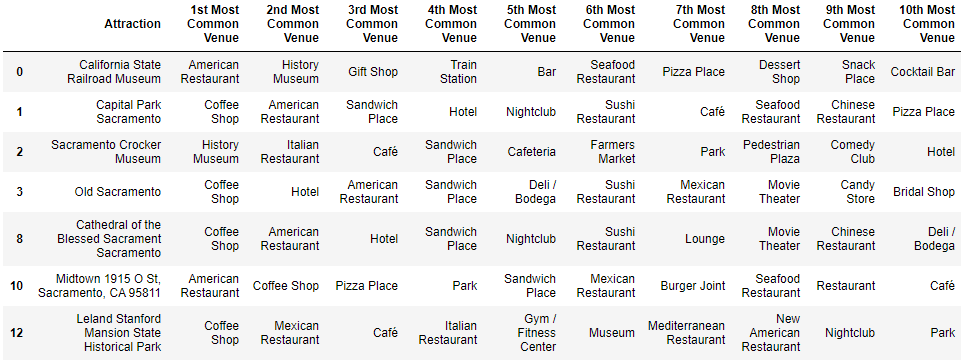 Attraction 1st Most Common Venue 2nd Most Common Venue 3rd Most Common Venue 4th Most Common Venue 5th Most Common Venue 6th Most Common Venue 7th Most Common Venue 8th Most Common Venue 9th Most Common Venue 10th Most Common Venue
0 California State Railroad Museum American Restaurant History Museum Gift Shop Train Station Bar Seafood Restaurant Pizza Place Dessert Shop Snack Place Cocktail Bar
1 Capital Park Sacramento Coffee Shop American Restaurant Sandwich Place Hotel Nightclub Sushi Restaurant Café Seafood Restaurant Chinese Restaurant Pizza Place
2 Sacramento Crocker Museum History Museum Italian Restaurant Café Sandwich Place Cafeteria Farmers Market Park Pedestrian Plaza Comedy Club Hotel
3 Old Sacramento Coffee Shop Hotel American Restaurant Sandwich Place Deli / Bodega Sushi Restaurant Mexican Restaurant Movie Theater Candy Store Bridal Shop
8 Cathedral of the Blessed Sacrament Sacramento Coffee Shop American Restaurant Hotel Sandwich Place Nightclub Sushi Restaurant Lounge Movie Theater Chinese Restaurant Deli / Bodega
10 Midtown 1915 O St, Sacramento, CA 95811 American Restaurant Coffee Shop Pizza Place Park Sandwich Place Mexican Restaurant Burger Joint Seafood Restaurant Restaurant Café
12 Leland Stanford Mansion State Historical Park Coffee Shop Mexican Restaurant Café Italian Restaurant Gym / Fitness Center Museum Mediterranean Restaurant New American Restaurant Nightclub Park